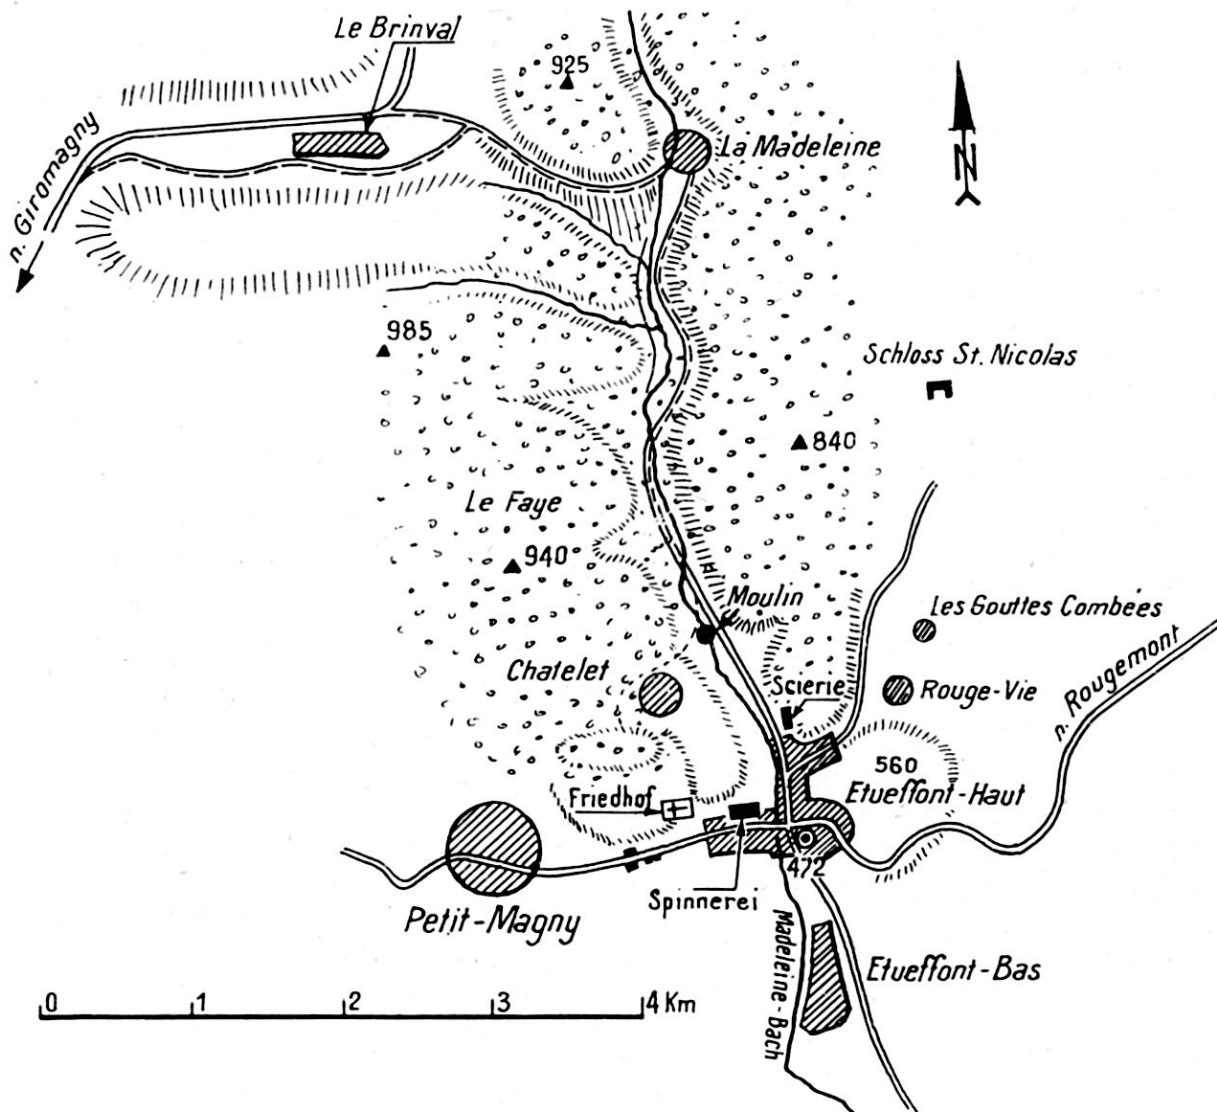 Le Brinval
925
La Madeleine
N
n. Giromagny
985
Schloss St. Nicolas
840
Le Faye
940
Moulin
Les Gouttes Combées
Chatelet
Scierie
Rouge-Vie
n. Rougemont
560
Friedhof
Etueffont-Haut
472
Spinnerei
Petit-Magny
Madeleine-Bach
Etueffont-Bas
0 1 2 3 4 Km